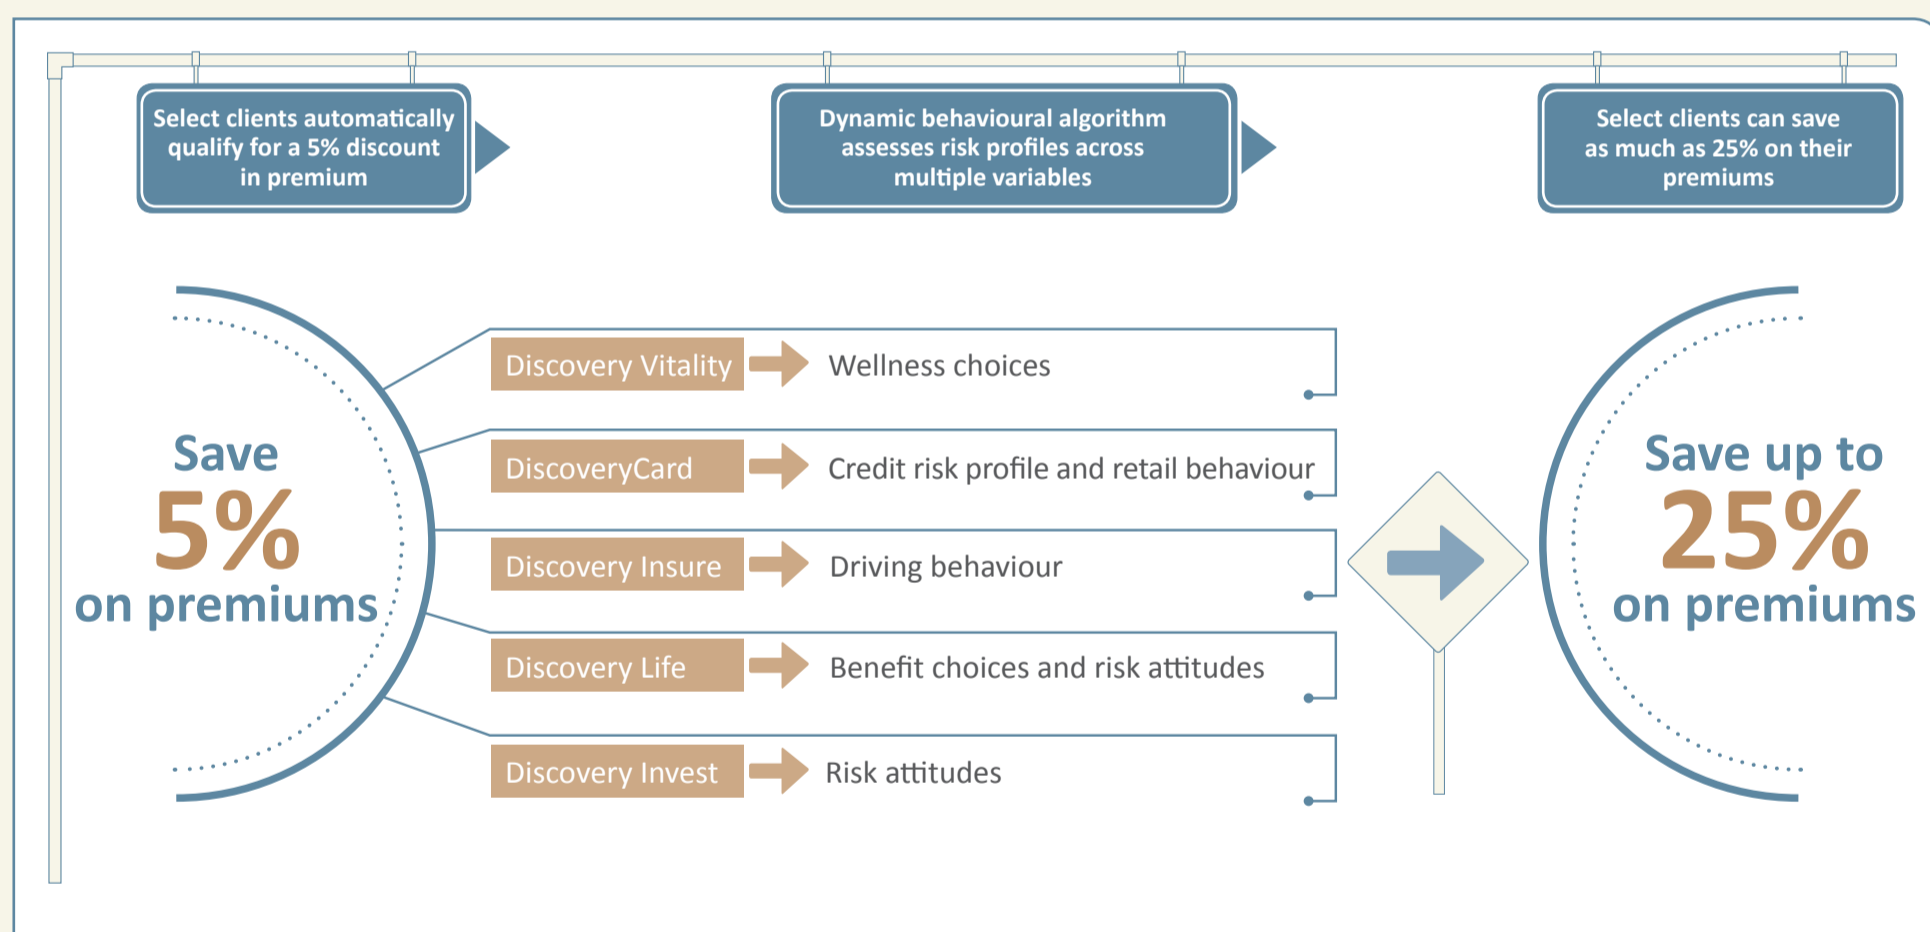 Select clients automatically
qualify for a 5% discount
in premium
Dynamic behavioural algorithm
assesses risk profiles across
multiple variables
Select clients can save
as much as 25% on their
premiums
Save
5%
on premiums
Discovery Vitality
Wellness choices
DiscoveryCard
Credit risk profile and retail behaviour
Discovery Insure
Driving behaviour
Discovery Life
Benefit choices and risk attitudes
Discovery Invest
Risk attitudes
Save up to
25%
on premiums